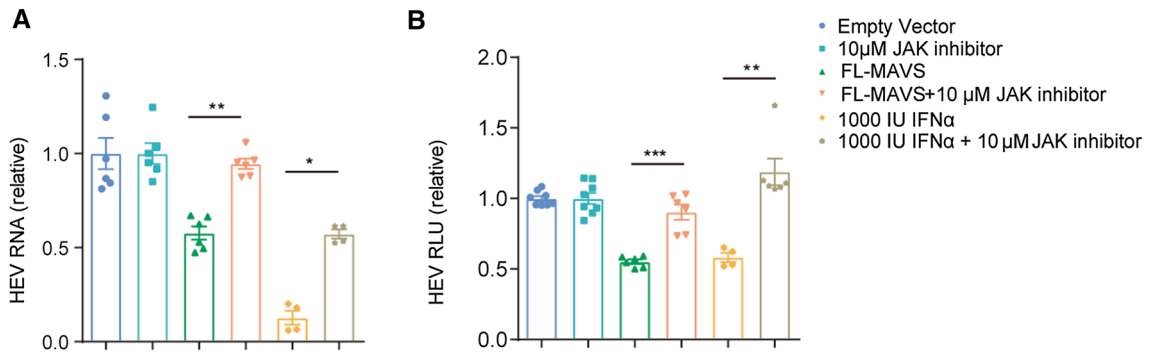 A
HEV RNA (relative)
1.5
1.0
0.5
0.0
**
*
B
HEV RLU (relative)
2.0
1.5
1.0
0.5
0.0
***
**
Empty Vector
10μM JAK inhibitor
FL-MAVS
FL-MAVS+10 μM JAK inhibitor
1000 IU IFNα
1000 IU IFNα + 10 μM JAK inhibitor